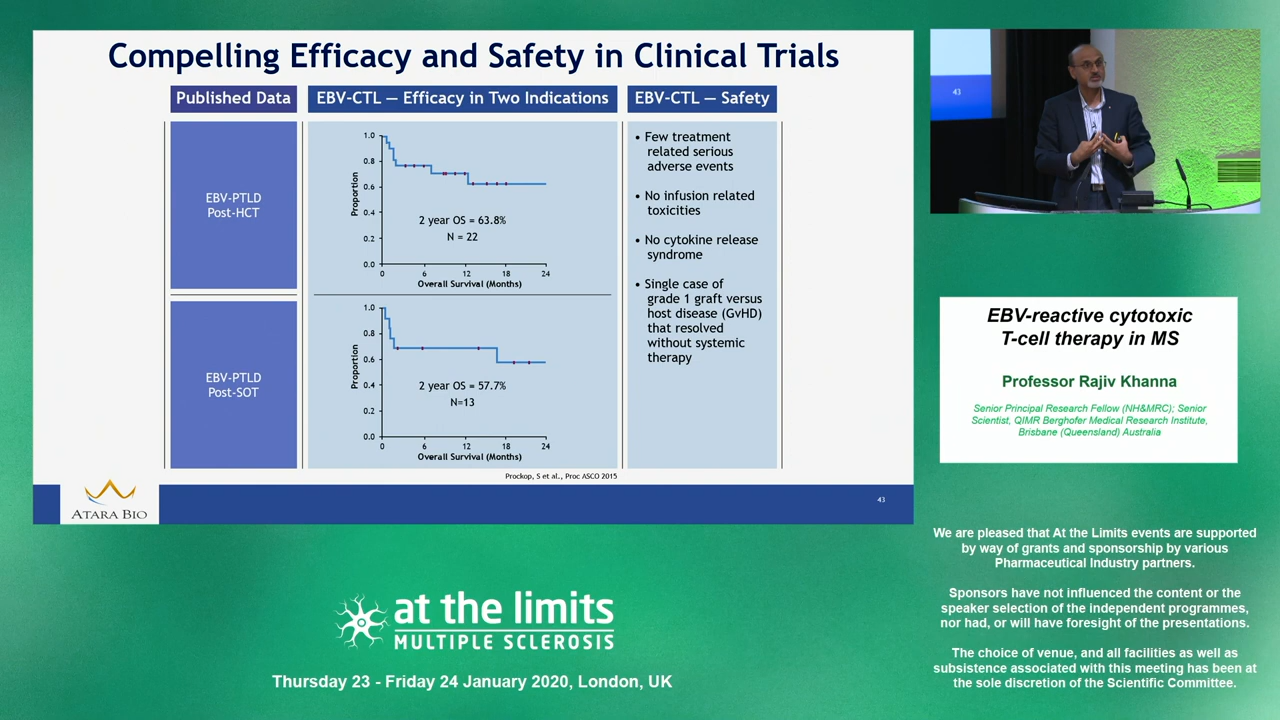 Compelling Efficacy and Safety in Clinical Trials
Published Data
EBV-CTL — Efficacy in Two Indications
EBV-CTL — Safety
EBV-PTLD
Post-HCT
1.0
0.8
0.6
0.4
0.2
0.0
Proportion
2 year OS = 63.8%
N = 22
0
6
12
18
24
Overall Survival (Months)
EBV-PTLD
Post-SOT
1.0
0.8
0.6
0.4
0.2
0.0
Proportion
2 year OS = 57.7%
N=13
0
6
12
18
24
Overall Survival (Months)
• Few treatment
related serious
adverse events
• No infusion related
toxicities
• No cytokine release
syndrome
• Single case of
grade 1 graft versus
host disease (GvHD)
that resolved
without systemic
therapy
Prockop, S et al., Proc ASCO 2015
ATARA BIO
43
43
EBV-reactive cytotoxic
T-cell therapy in MS
Professor Rajiv Khanna
Senior Principal Research Fellow (NH&MRC); Senior
Scientist, QIMR Berghofer Medical Research Institute,
Brisbane (Queensland) Australia
We are pleased that At the Limits events are supported
by way of grants and sponsorship by various
Pharmaceutical Industry partners.
Sponsors have not influenced the content or the
speaker selection of the independent programmes,
nor had, or will have foresight of the presentations.
The choice of venue, and all facilities as well as
subsistence associated with this meeting has been at
the sole discretion of the Scientific Committee.
at the limits
MULTIPLE SCLEROSIS
Thursday 23 - Friday 24 January 2020, London, UK